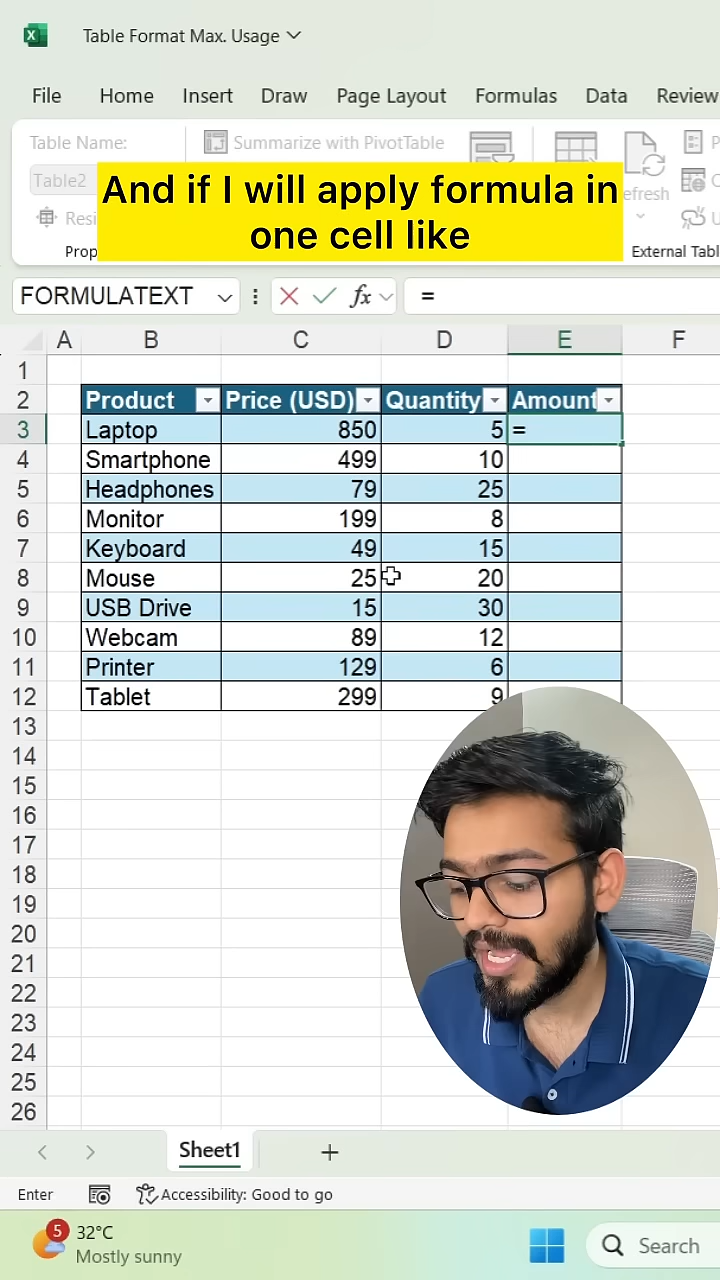 Table Format Max. Usage
File Home Insert Draw Page Layout Formulas Data Review
Table Name:
Summarize with PivotTable
Table2
And if I will apply formula in
one cell like
Resi
efresh
Prop
External Tabl
FORMULATEXT
fx
=
A B C D E F
1
2 Product Price (USD) Quantity Amount
3 Laptop 850 5 =
4 Smartphone 499 10
5 Headphones 79 25
6 Monitor 199 8
7 Keyboard 49 15
8 Mouse 25 20
9 USB Drive 15 30
10 Webcam 89 12
11 Printer 129 6
12 Tablet 299 9
13
14
15
16
17
18
19
20
21
22
23
24
25
26
Sheet1 +
Enter Accessibility: Good to go
5 32°C
Mostly sunny
Search